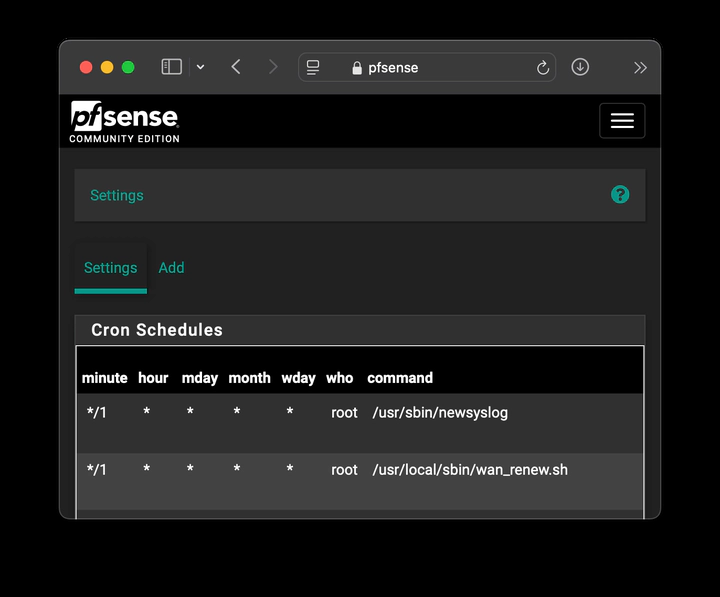 pfsense
pfsense
COMMUNITY EDITION
Settings
Settings Add
Cron Schedules
minute hour mday month wday who command
*/1 * * * * root /usr/sbin/newsyslog
*/1 * * * * root /usr/local/sbin/wan_renew.sh